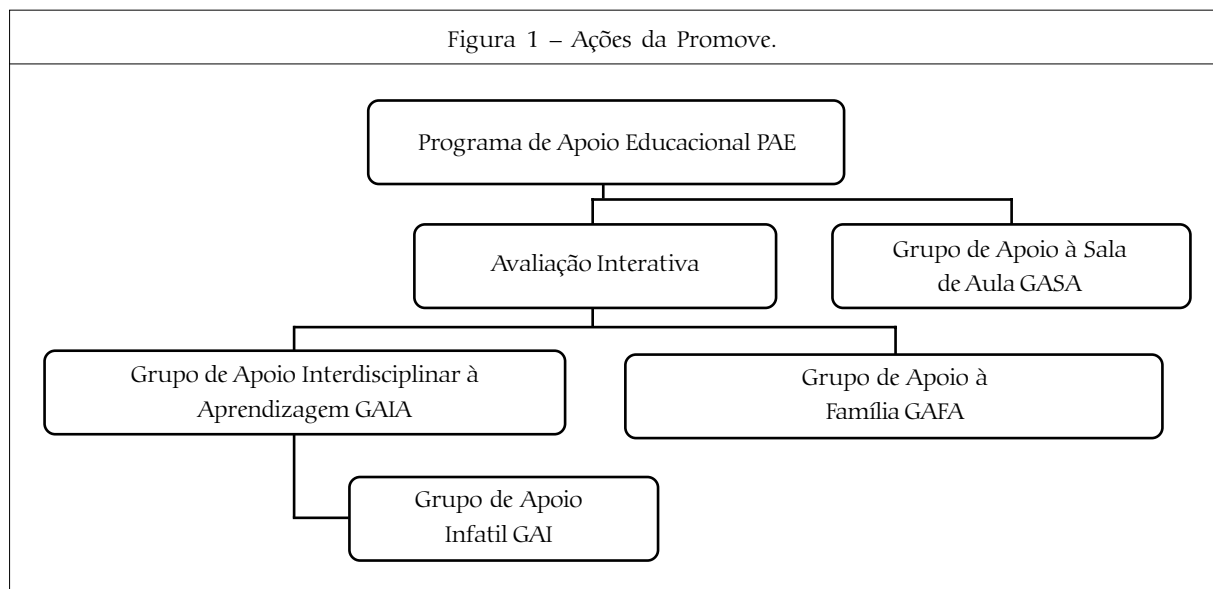 Figura 1 – Ações da Promove.
Programa de Apoio Educacional PAE
Avaliação Interativa
Grupo de Apoio à Sala
de Aula GASA
Grupo de Apoio Interdisciplinar à
Aprendizagem GAIA
Grupo de Apoio à
Família GAFA
Grupo de Apoio
Infatil GAI